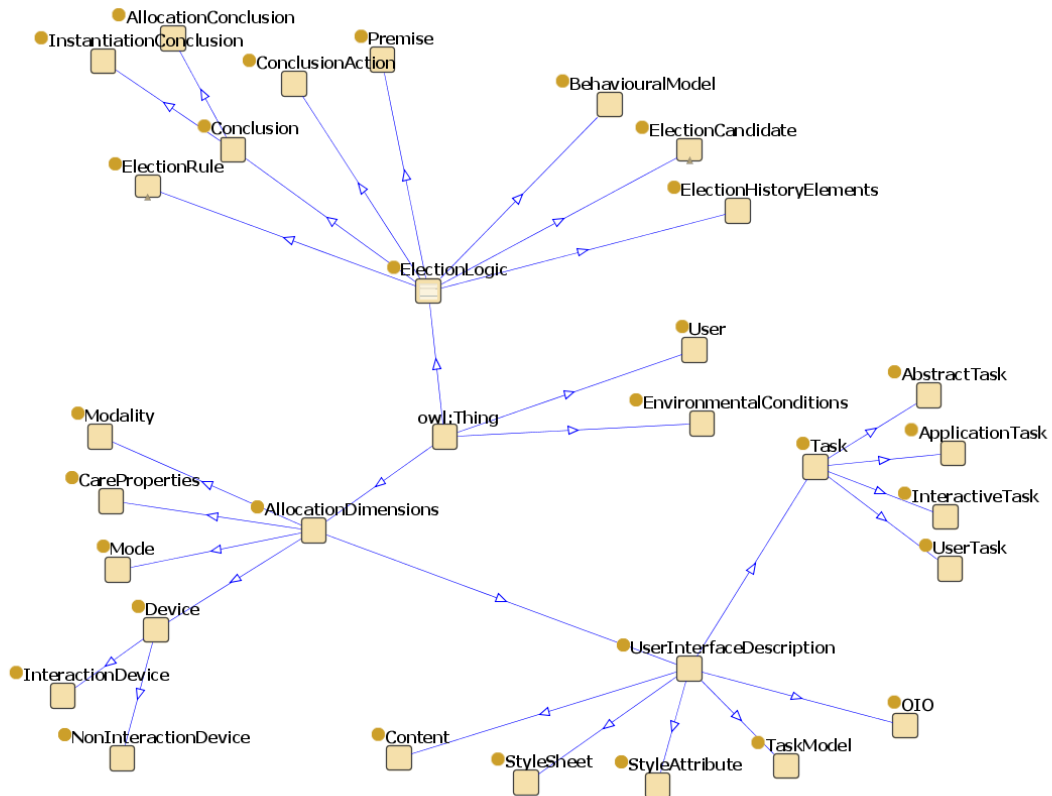 AllocationConclusion
InstantiationConclusion
Premise
ConclusionAction
BehaviouralModel
Conclusion
ElectionCandidate
ElectionRule
ElectionHistoryElements
ElectionLogic
User
AbstractTask
EnvironmentalConditions
Modality
owl:Thing
ApplicationTask
Task
CareProperties
InteractiveTask
AllocationDimensions
Mode
UserTask
Device
UserInterfaceDescription
InteractionDevice
OIO
NonInteractionDevice
Content
TaskModel
StyleSheet
StyleAttribute